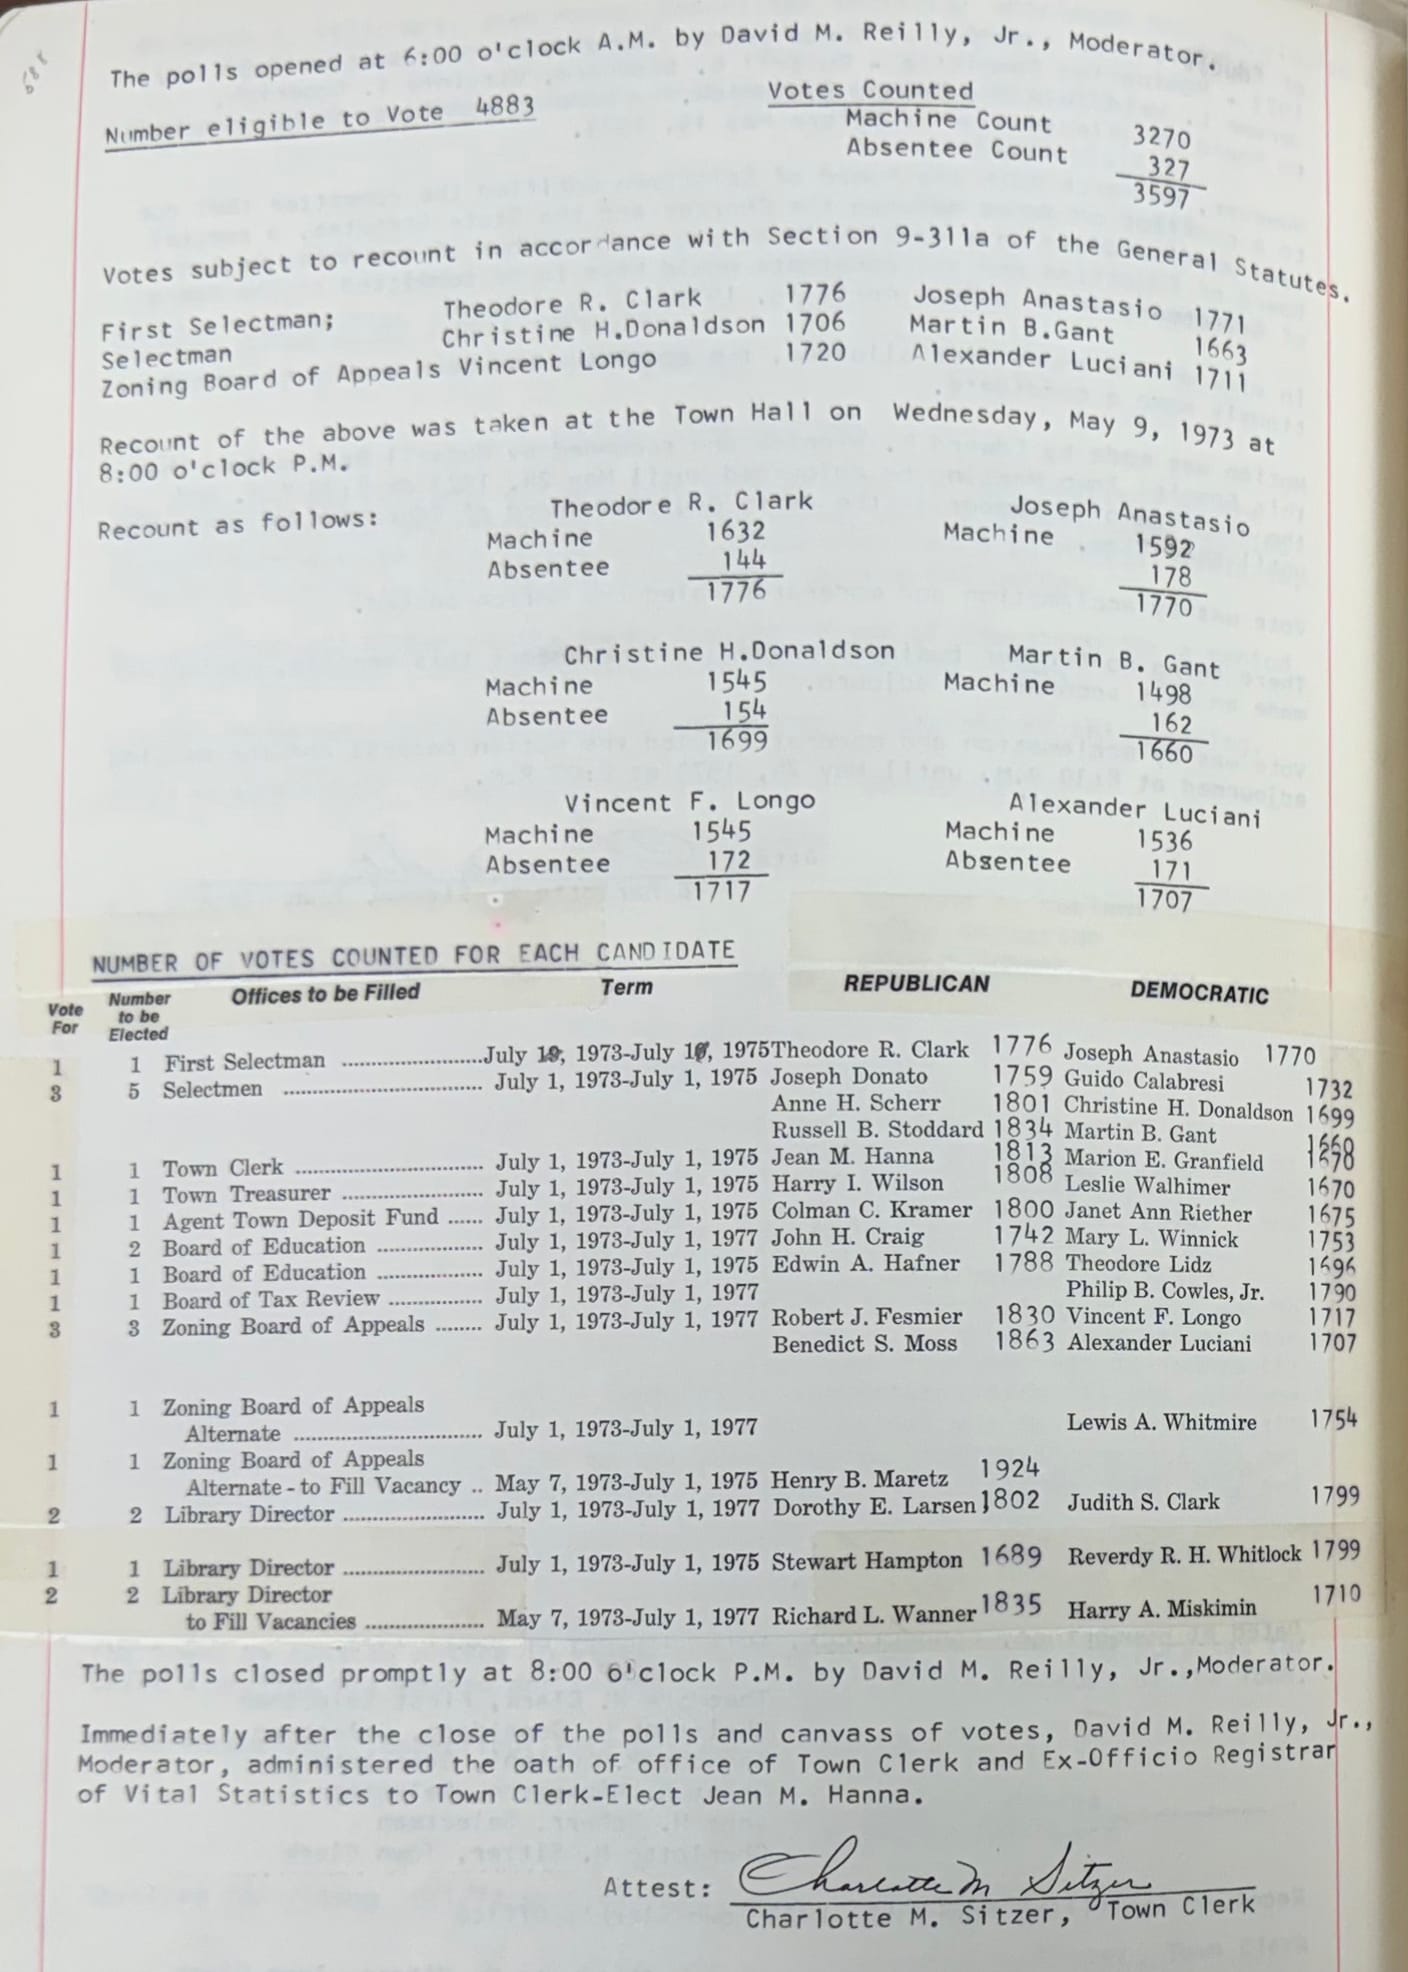 The polls opened at 6:00 o'clock A.M. by David M. Reilly, Jr., Moderator.
Number eligible to Vote 4883
Votes Counted
Machine Count 3270
Absentee Count 327
3597
Votes subject to recount in accordance with Section 9-311a of the General Statutes.
First Selectman; Theodore R. Clark 1776 Joseph Anastasio 1771
Selectman Christine H.Donaldson 1706 Martin B.Gant 1663
Zoning Board of Appeals Vincent Longo 1720 Alexander Luciani 1711
Recount of the above was taken at the Town Hall on Wednesday, May 9, 1973 at
8:00 o'clock P.M.
Recount as follows: Theodore R. Clark Joseph Anastasio
Machine 1632 Machine 1592
Absentee 144 178
1776 1770
Christine H.Donaldson Martin B. Gant
Machine 1545 Machine 1498
Absentee 154 162
1699 1660
Vincent F. Longo Alexander Luciani
Machine 1545 Machine 1536
Absentee 172 Absentee 171
1717 1707
NUMBER OF VOTES COUNTED FOR EACH CANDIDATE
Vote For Number to be Elected Offices to be Filled Term REPUBLICAN DEMOCRATIC
1 1 First Selectman ........................ July , 1973-July , 1975 Theodore R. Clark 1776 Joseph Anastasio 1770
3 5 Selectmen ........................ July 1, 1973-July 1, 1975 Joseph Donato 1759 Guido Calabresi 1732
Anne H. Scherr 1801 Christine H. Donaldson 1699
Russell B. Stoddard 1834 Martin B. Gant 1660
1 1 Town Clerk ........................ July 1, 1973-July 1, 1975 Jean M. Hanna 1813 Marion E. Granfield
1 1 Town Treasurer ........................ July 1, 1973-July 1, 1975 Harry I. Wilson 1808 Leslie Walhimer 1670
1 1 Agent Town Deposit Fund ...... July 1, 1973-July 1, 1975 Colman C. Kramer 1800 Janet Ann Riether 1675
1 2 Board of Education ................. July 1, 1973-July 1, 1977 John H. Craig 1742 Mary L. Winnick 1753
1 1 Board of Education ................. July 1, 1973-July 1, 1975 Edwin A. Hafner 1788 Theodore Lidz 1696
1 1 Board of Tax Review ............... July 1, 1973-July 1, 1977 Philip B. Cowles, Jr. 1790
3 3 Zoning Board of Appeals ........ July 1, 1973-July 1, 1977 Robert J. Fesmier 1830 Vincent F. Longo 1717
Benedict S. Moss 1863 Alexander Luciani 1707
1 1 Zoning Board of Appeals
Alternate .............................. July 1, 1973-July 1, 1977 Lewis A. Whitmire 1754
1 1 Zoning Board of Appeals
Alternate - to Fill Vacancy .. May 7, 1973-July 1, 1975 Henry B. Maretz 1924
2 2 Library Director ....................... July 1, 1973-July 1, 1977 Dorothy E. Larsen 1802 Judith S. Clark 1799
1 1 Library Director ....................... July 1, 1973-July 1, 1975 Stewart Hampton 1689 Reverdy R. H. Whitlock 1799
2 2 Library Director
to Fill Vacancies ................... May 7, 1973-July 1, 1977 Richard L. Wanner 1835 Harry A. Miskimin 1710
The polls closed promptly at 8:00 o'clock P.M. by David M. Reilly, Jr.,Moderator.
Immediately after the close of the polls and canvass of votes, David M. Reilly, Jr.,
Moderator, administered the oath of office of Town Clerk and Ex-Officio Registrar
of Vital Statistics to Town Clerk-Elect Jean M. Hanna.
Attest: Charlotte M Sitzer
Charlotte M. Sitzer, Town Clerk